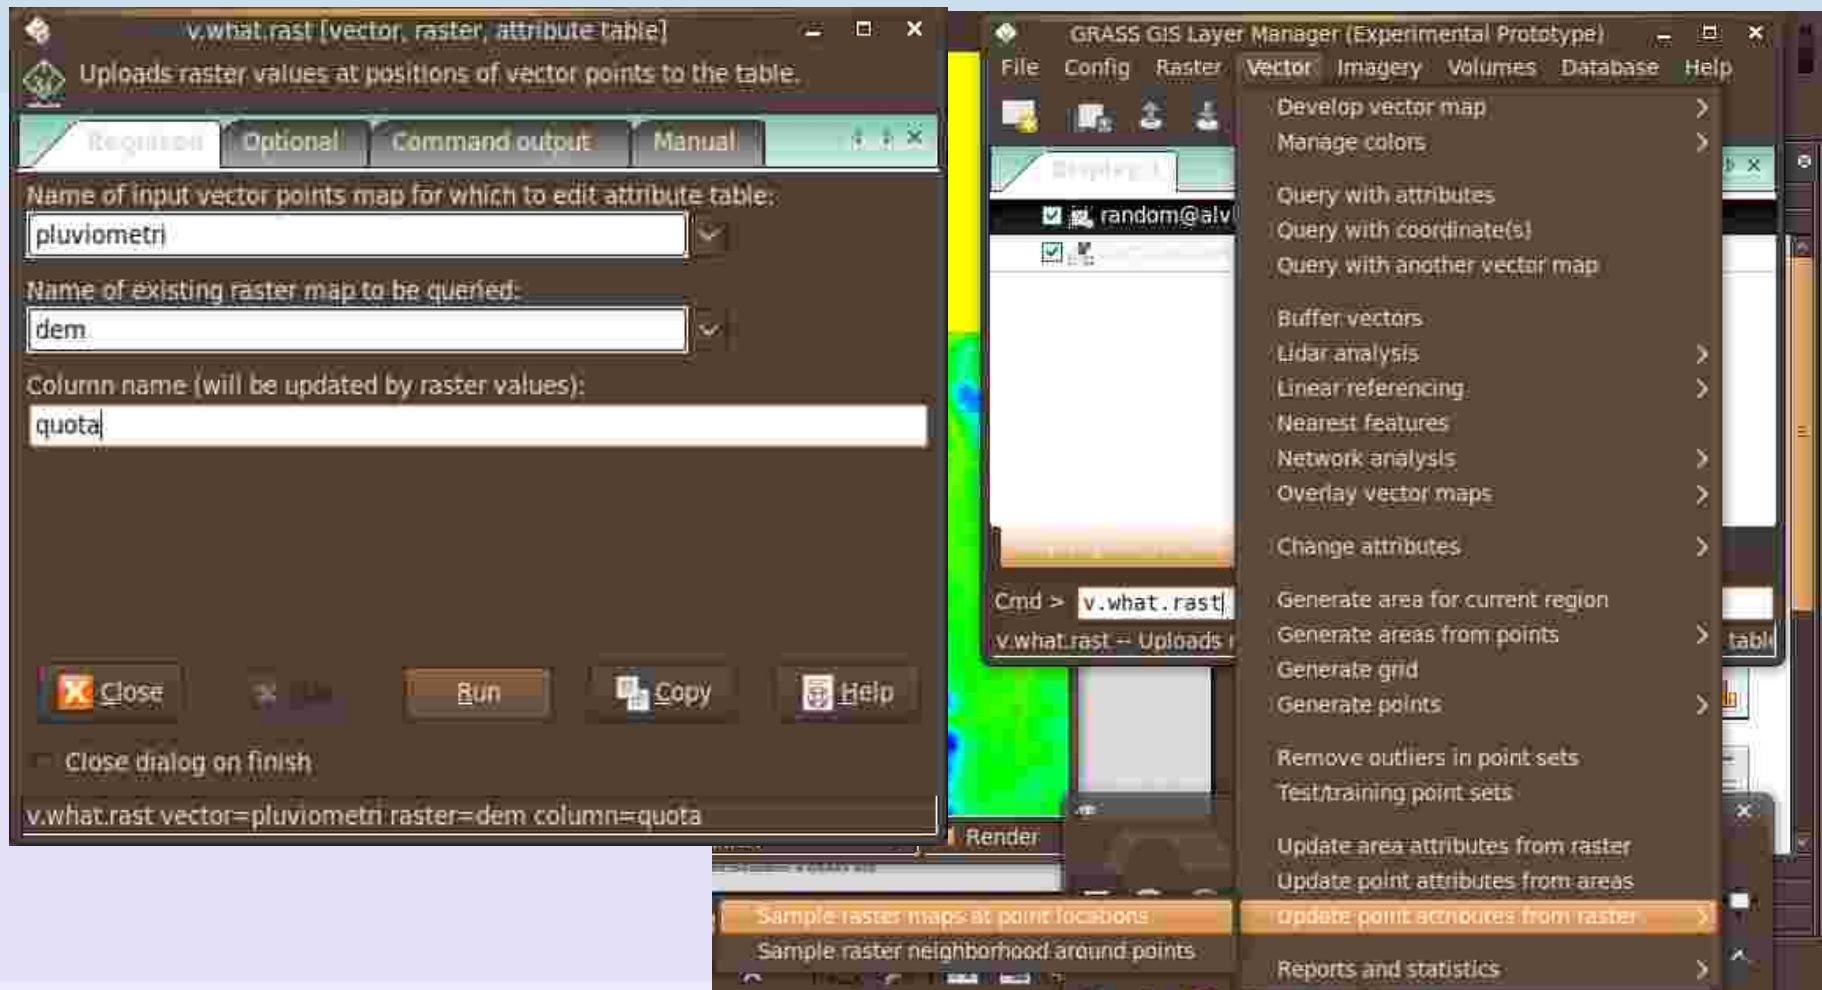 v.what.rast [vector, raster, attribute table]
Uploads raster values at positions of vector points to the table.
Required
Optional
Command output
Manual
Name of input vector points map for which to edit attribute table:
pluviometri
Name of existing raster map to be queried:
dem
Column name (will be updated by raster values):
quota
Close
Run
Copy
Help
Close dialog on finish
v.what.rast vector=pluviometri raster=dem column=quota
GRASS GIS Layer Manager (Experimental Prototype)
File Config Raster Vector Imagery Volumes Database Help
Display 1
random@alvl
Cmd > v.what.rast
v.what.rast -- Uploads r
table
Develop vector map
Manage colors
Query with attributes
Query with coordinate(s)
Query with another vector map
Buffer vectors
Lidar analysis
Linear referencing
Nearest features
Network analysis
Overlay vector maps
Change attributes
Generate area for current region
Generate areas from points
Generate grid
Generate points
Remove outliers in point sets
Test/training point sets
Update area attributes from raster
Update point attributes from areas
Update point attributes from raster
Reports and statistics
Render
Sample raster maps at point locations
Sample raster neighborhood around points